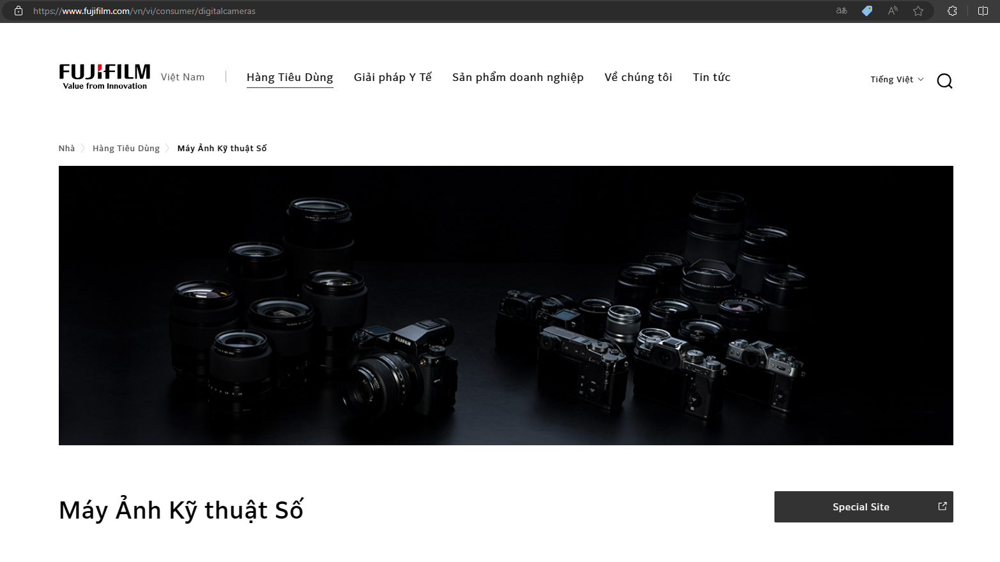 https://www.fujifilm.com/vn/vi/consumer/digitalcameras
FUJIFILM
Value from Innovation
Việt Nam
Hàng Tiêu Dùng
Giải pháp Y Tế
Sản phẩm doanh nghiệp
Về chúng tôi
Tin tức
Tiếng Việt
Nhà
Hàng Tiêu Dùng
Máy Ảnh Kỹ thuật Số
FUJIFILM
Máy Ảnh Kỹ thuật Số
Special Site